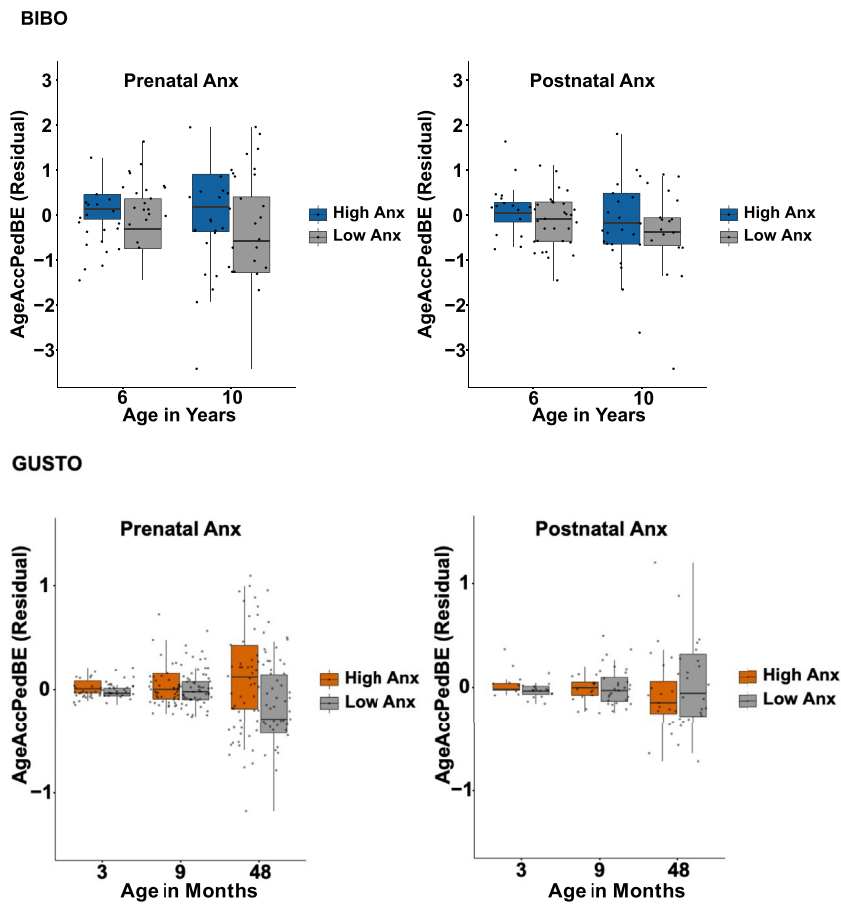 BIBO
Prenatal Anx
AgeAccPedBE (Residual)
3
2
1
0
−1
−2
−3
6
10
Age in Years
High Anx
Low Anx
Postnatal Anx
AgeAccPedBE (Residual)
3
2
1
0
−1
−2
−3
6
10
Age in Years
High Anx
Low Anx
GUSTO
Prenatal Anx
AgeAccPedBE (Residual)
1
0
−1
3
9
48
Age in Months
High Anx
Low Anx
Postnatal Anx
AgeAccPedBE (Residual)
1
0
−1
3
9
48
Age in Months
High Anx
Low Anx